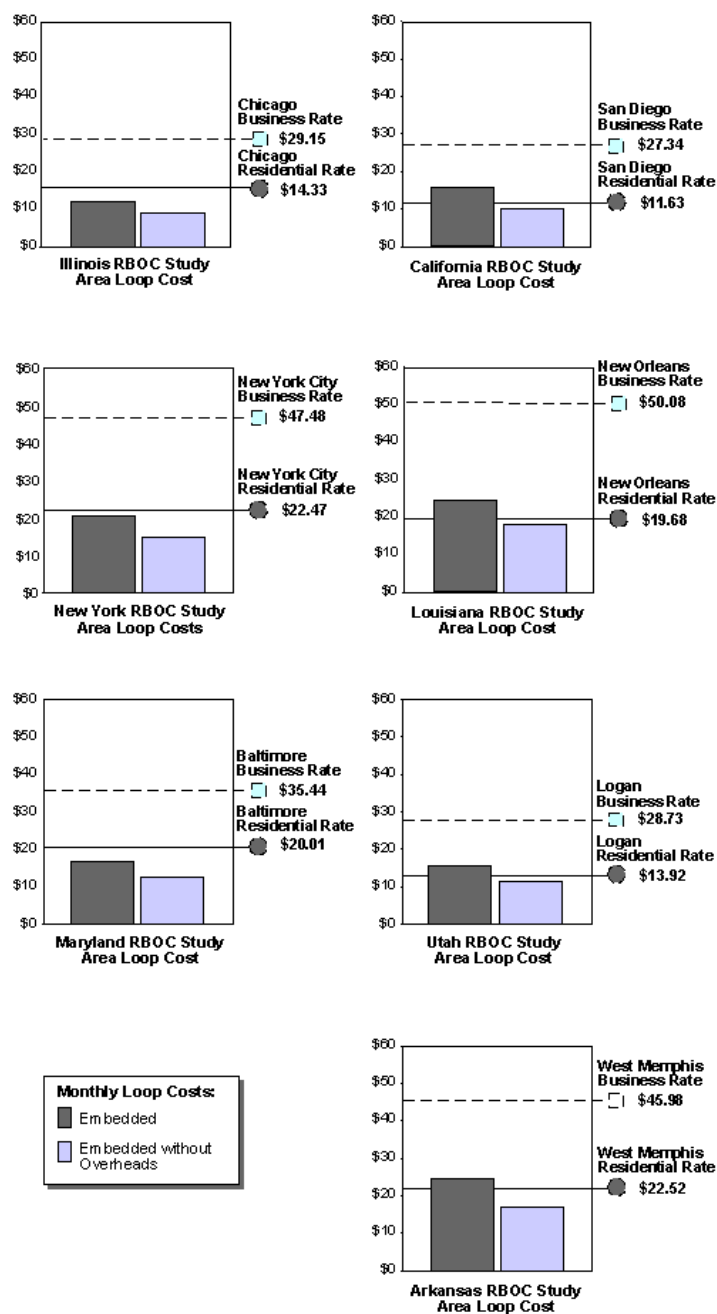 $60
$50
$40
$30
$20
$10
$0
Chicago
Business Rate
$29.15
Chicago
Residential Rate
$14.33
Illinois RBOC Study
Area Loop Cost
$60
$50
$40
$30
$20
$10
$0
San Diego
Business Rate
$27.34
San Diego
Residential Rate
$11.63
California RBOC Study
Area Loop Cost
$60
$50
$40
$30
$20
$10
$0
New York City
Business Rate
$47.48
New York City
Residential Rate
$22.47
New York RBOC Study
Area Loop Costs
$60
$50
$40
$30
$20
$10
$0
New Orleans
Business Rate
$50.08
New Orleans
Residential Rate
$19.68
Louisiana RBOC Study
Area Loop Cost
$60
$50
$40
$30
$20
$10
$0
Baltimore
Business Rate
$35.44
Baltimore
Residential Rate
$20.01
Maryland RBOC Study
Area Loop Cost
$60
$50
$40
$30
$20
$10
$0
Logan
Business Rate
$28.73
Logan
Residential Rate
$13.92
Utah RBOC Study
Area Loop Cost
Monthly Loop Costs:
Embedded
Embedded without
Overheads
$60
$50
$40
$30
$20
$10
$0
West Memphis
Business Rate
$45.98
West Memphis
Residential Rate
$22.52
Arkansas RBOC Study
Area Loop Cost